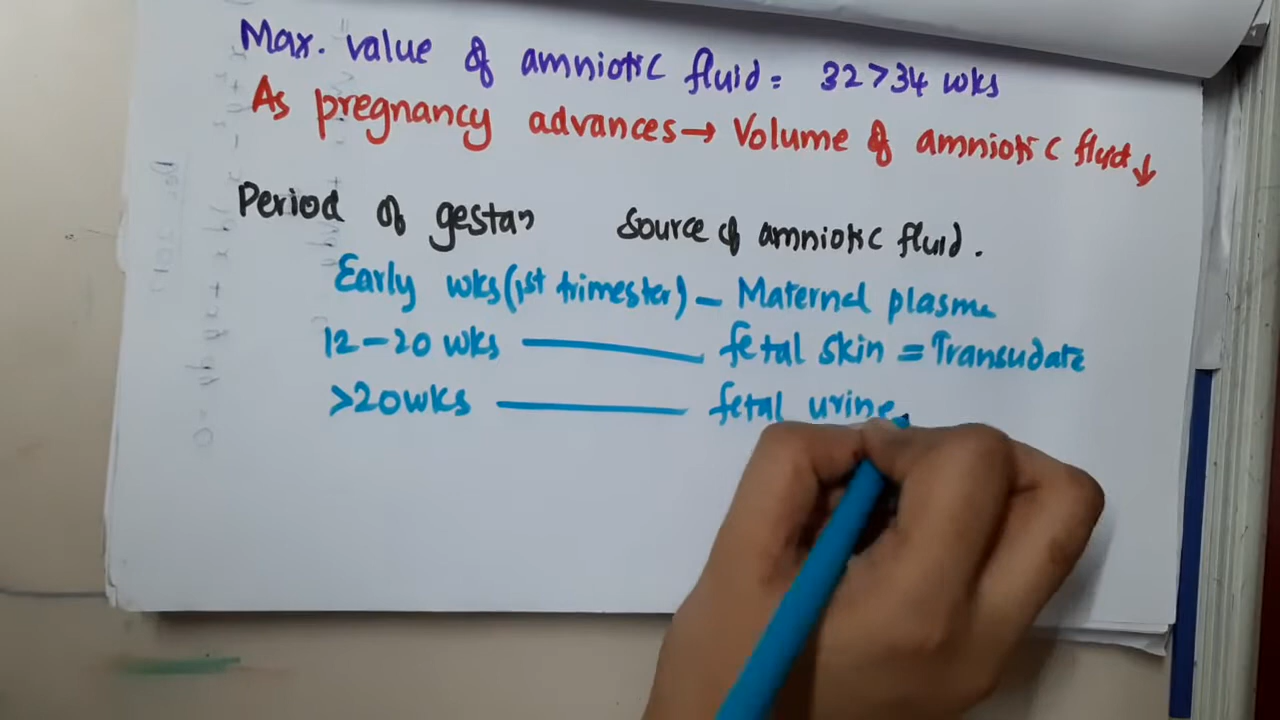 Max. value of amniotic fluid = 32>34 wks
As pregnancy advances → Volume of amniotic fluid ↓
Period of gestan source of amniotic fluid.
Early wks (1st trimester) – Maternal plasma
12–20 wks — fetal skin = Transudate
>20wks — fetal urine